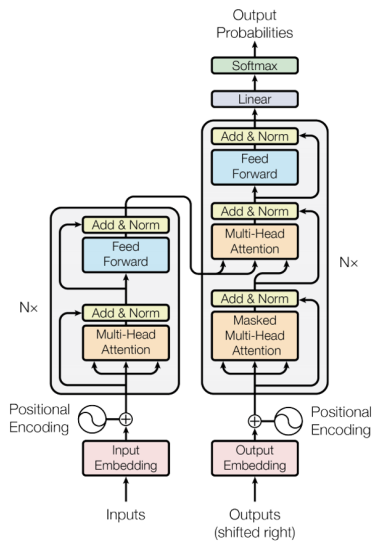 Output
Probabilities
Softmax
Linear
Add & Norm
Feed
Forward
Add & Norm
Multi-Head
Attention
Nx
Add & Norm
Masked
Multi-Head
Attention
Positional
Encoding
Output
Embedding
Outputs
(shifted right)
Add & Norm
Feed
Forward
Nx
Add & Norm
Multi-Head
Attention
Positional
Encoding
Input
Embedding
Inputs